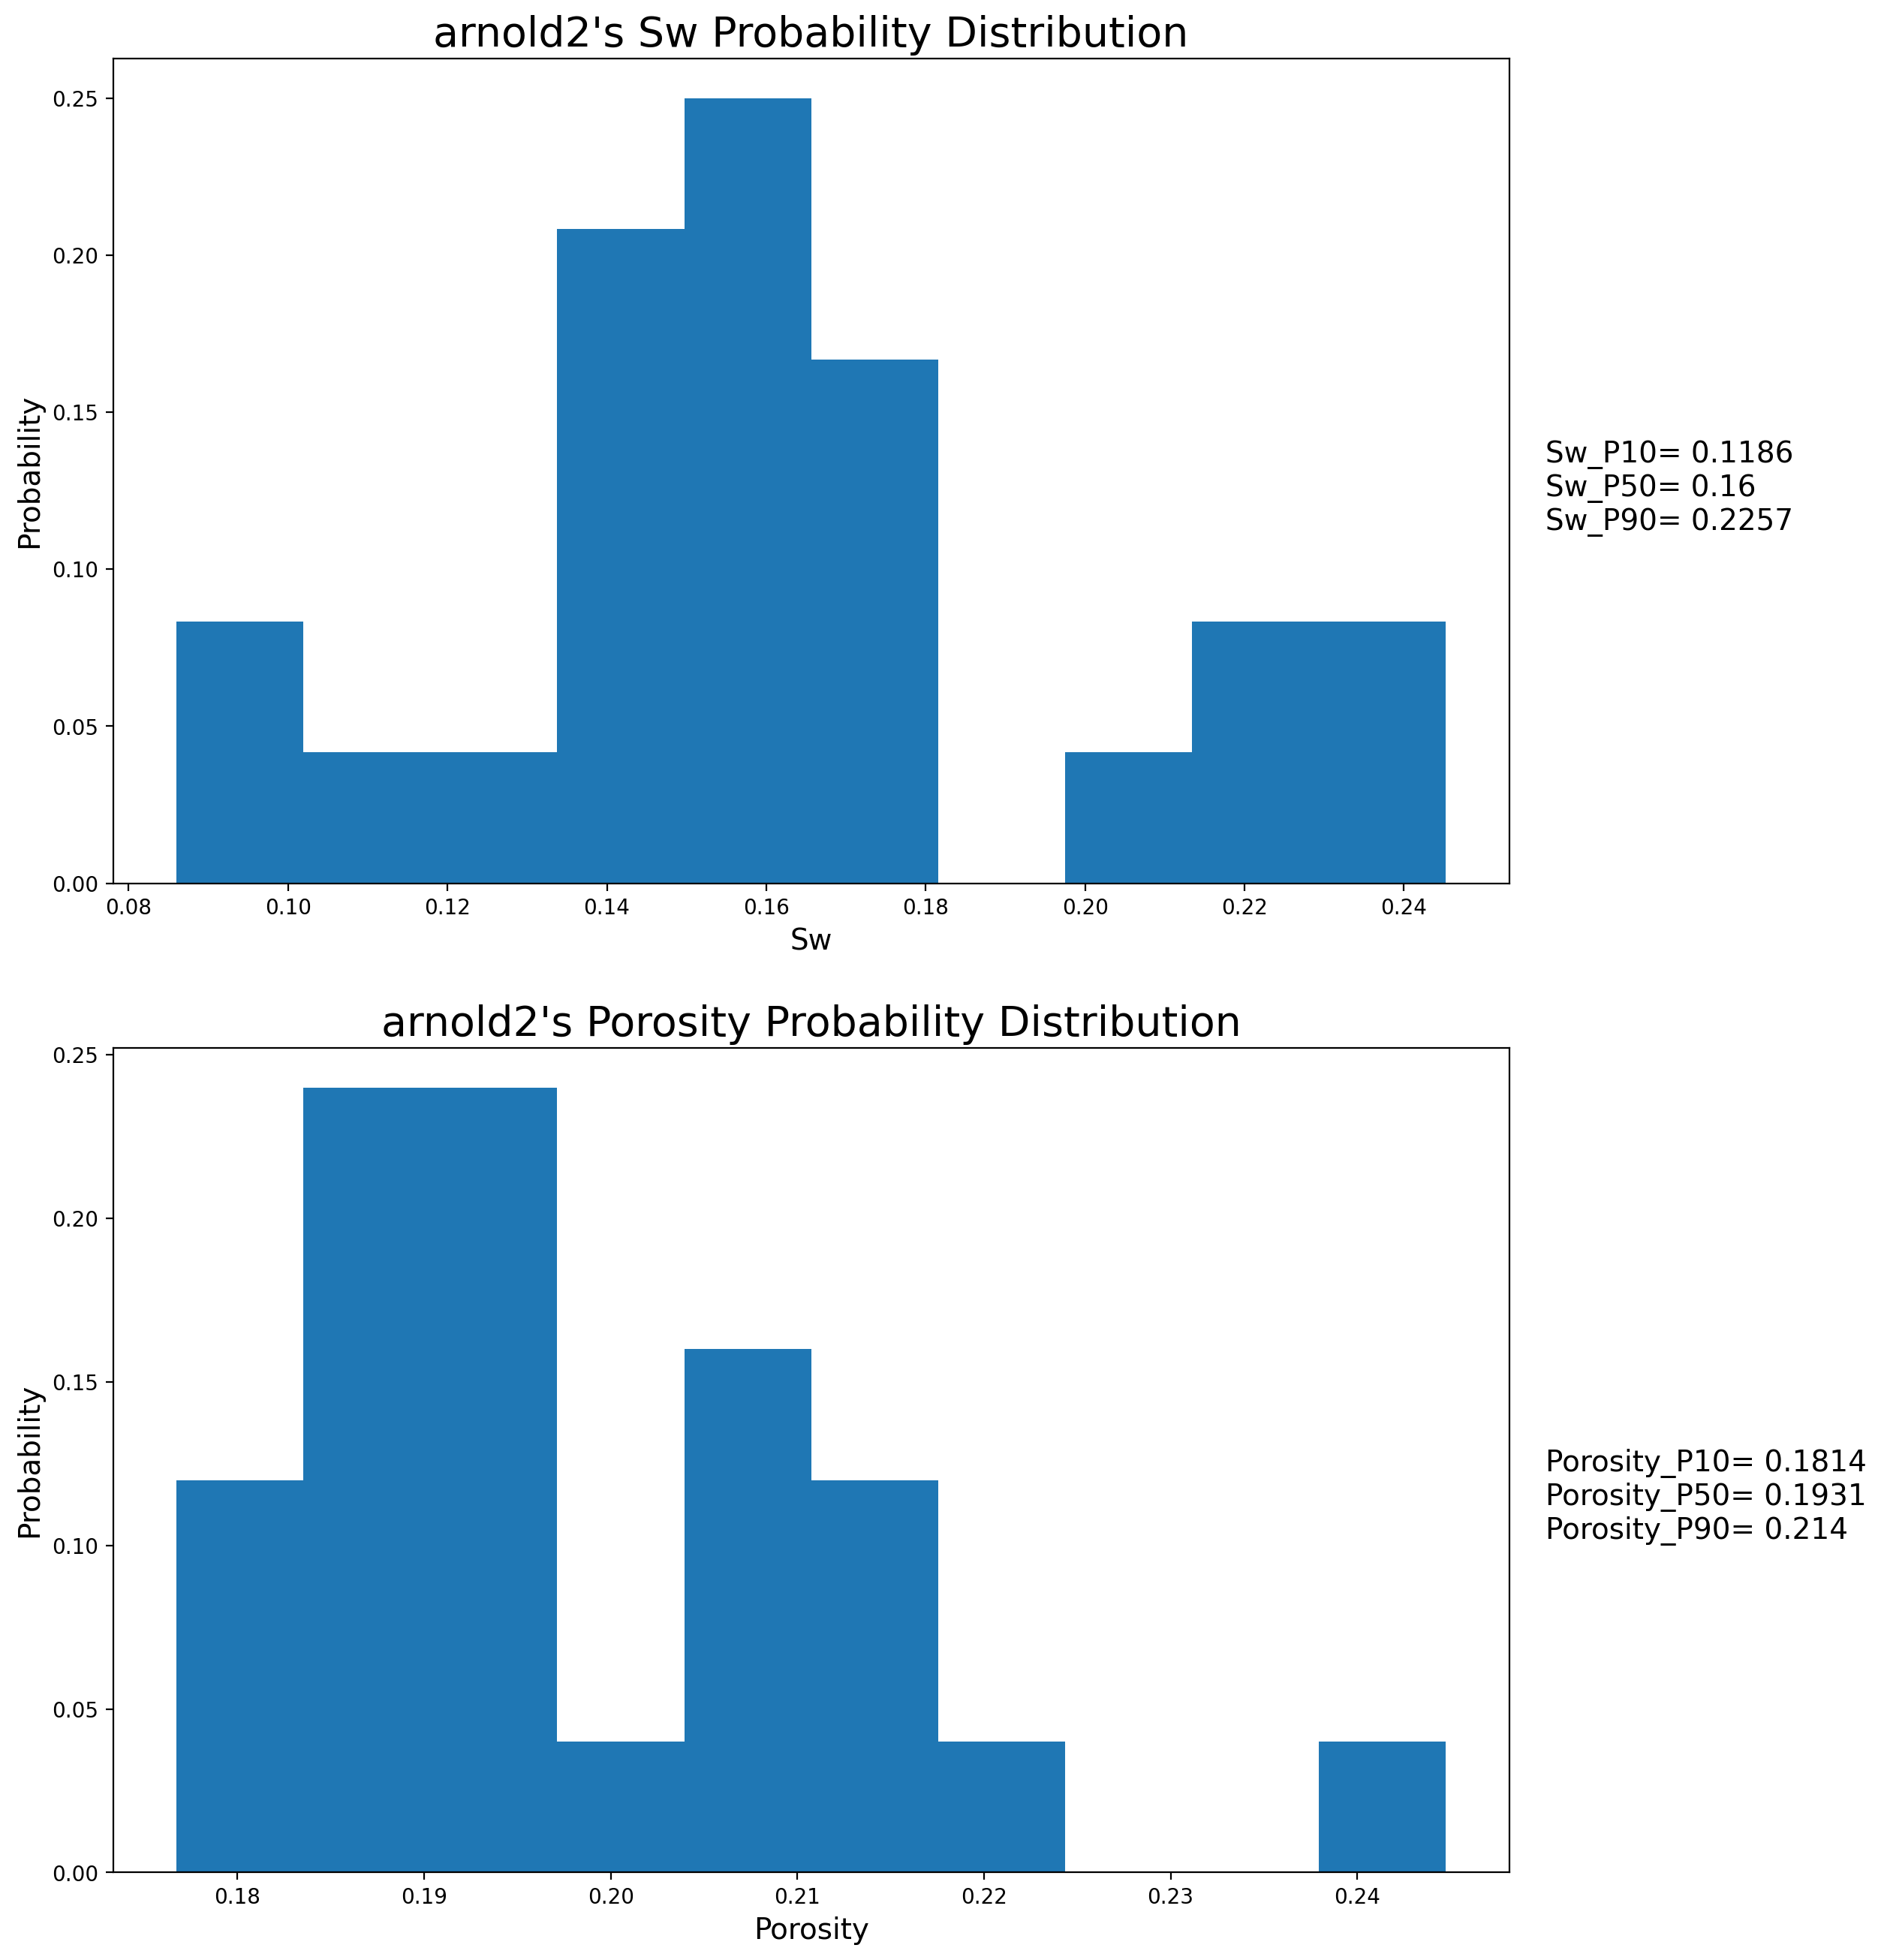 arnold2's Sw Probability Distribution
0.25
0.20
0.15
0.10
0.05
0.00
Probability
0.08 0.10 0.12 0.14 0.16 0.18 0.20 0.22 0.24
Sw
Sw_P10= 0.1186
Sw_P50= 0.16
Sw_P90= 0.2257
arnold2's Porosity Probability Distribution
0.25
0.20
0.15
0.10
0.05
0.00
Probability
0.18 0.19 0.20 0.21 0.22 0.23 0.24
Porosity
Porosity_P10= 0.1814
Porosity_P50= 0.1931
Porosity_P90= 0.214